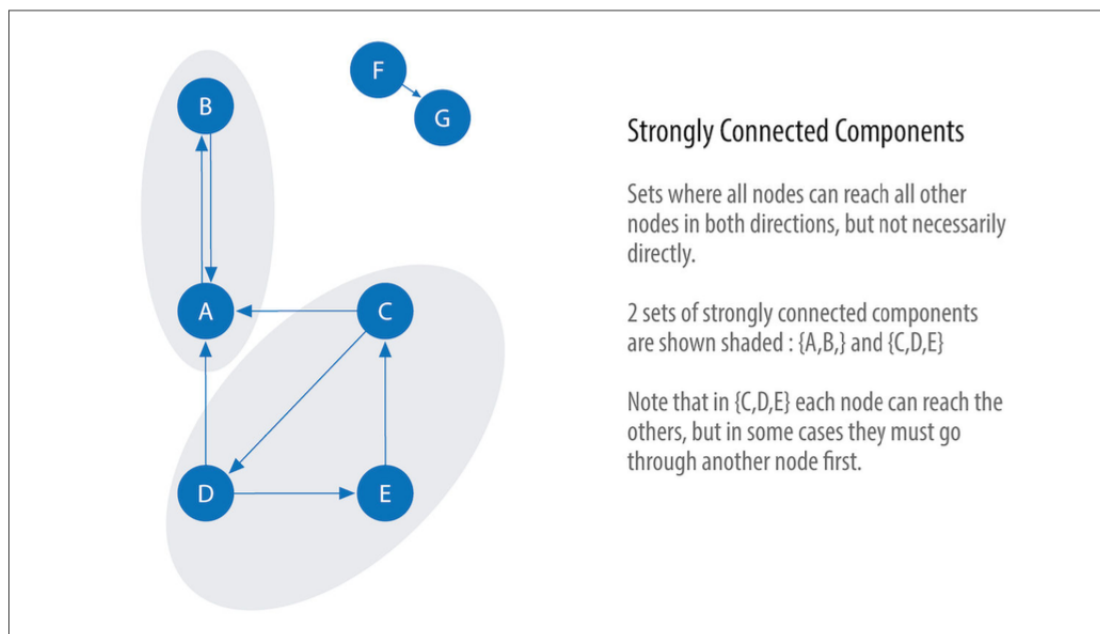 B
F
G
A
C
D
E
Strongly Connected Components
Sets where all nodes can reach all other
nodes in both directions, but not necessarily
directly.
2 sets of strongly connected components
are shown shaded : {A,B,} and {C,D,E}
Note that in {C,D,E} each node can reach the
others, but in some cases they must go
through another node first.